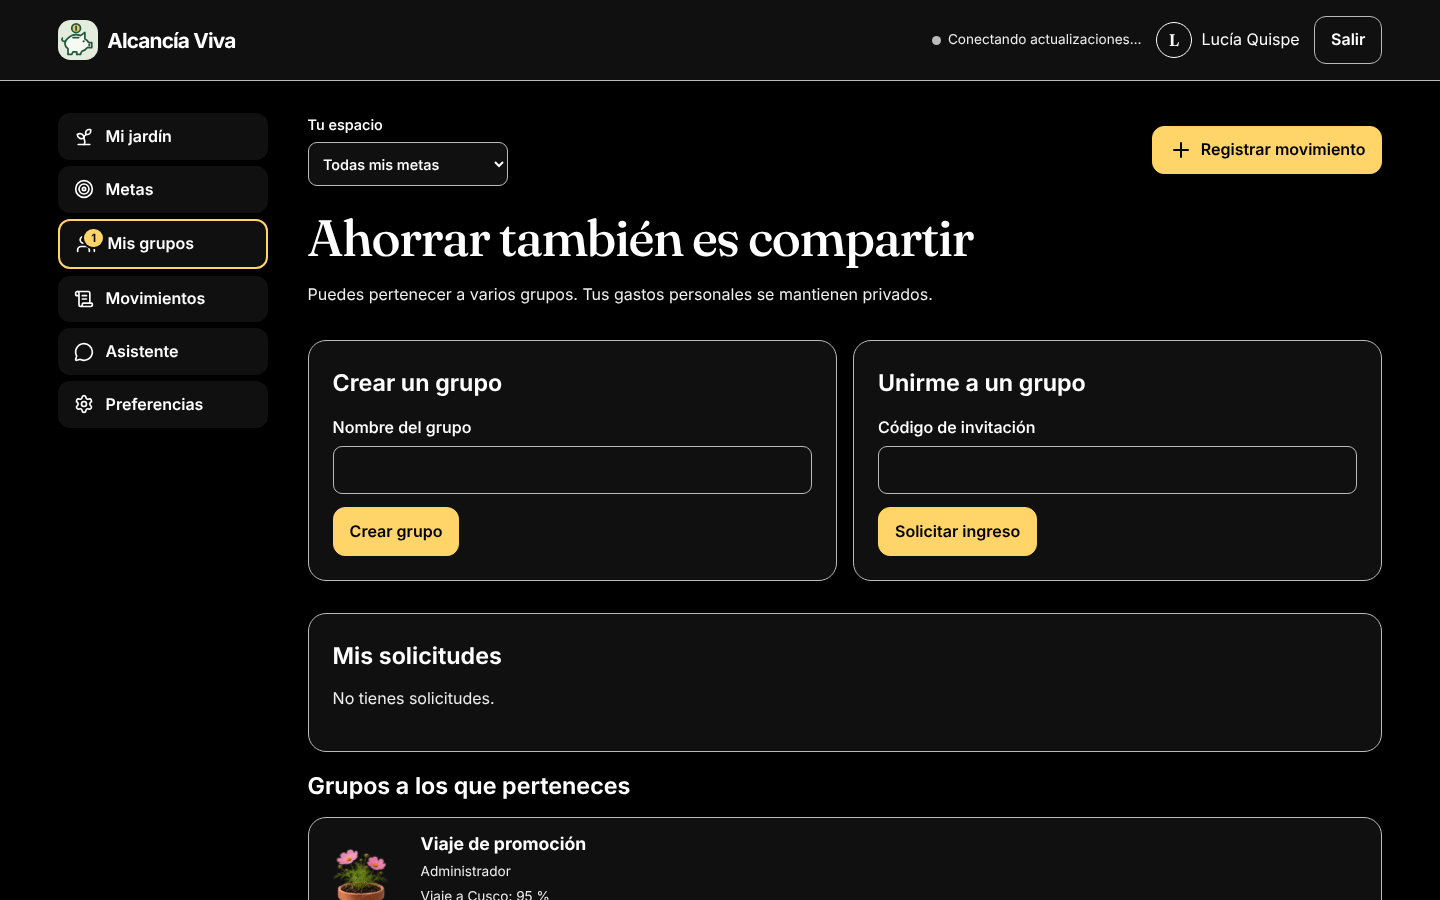 Alcancía Viva
Conectando actualizaciones...
L
Lucía Quispe
Salir
Mi jardín
Metas
1
Mis grupos
Movimientos
Asistente
Preferencias
Tu espacio
Todas mis metas
Registrar movimiento
Ahorrar también es compartir
Puedes pertenecer a varios grupos. Tus gastos personales se mantienen privados.
Crear un grupo
Nombre del grupo
Crear grupo
Unirme a un grupo
Código de invitación
Solicitar ingreso
Mis solicitudes
No tienes solicitudes.
Grupos a los que perteneces
Viaje de promoción
Administrador
Viaje a Cusco: 95 %